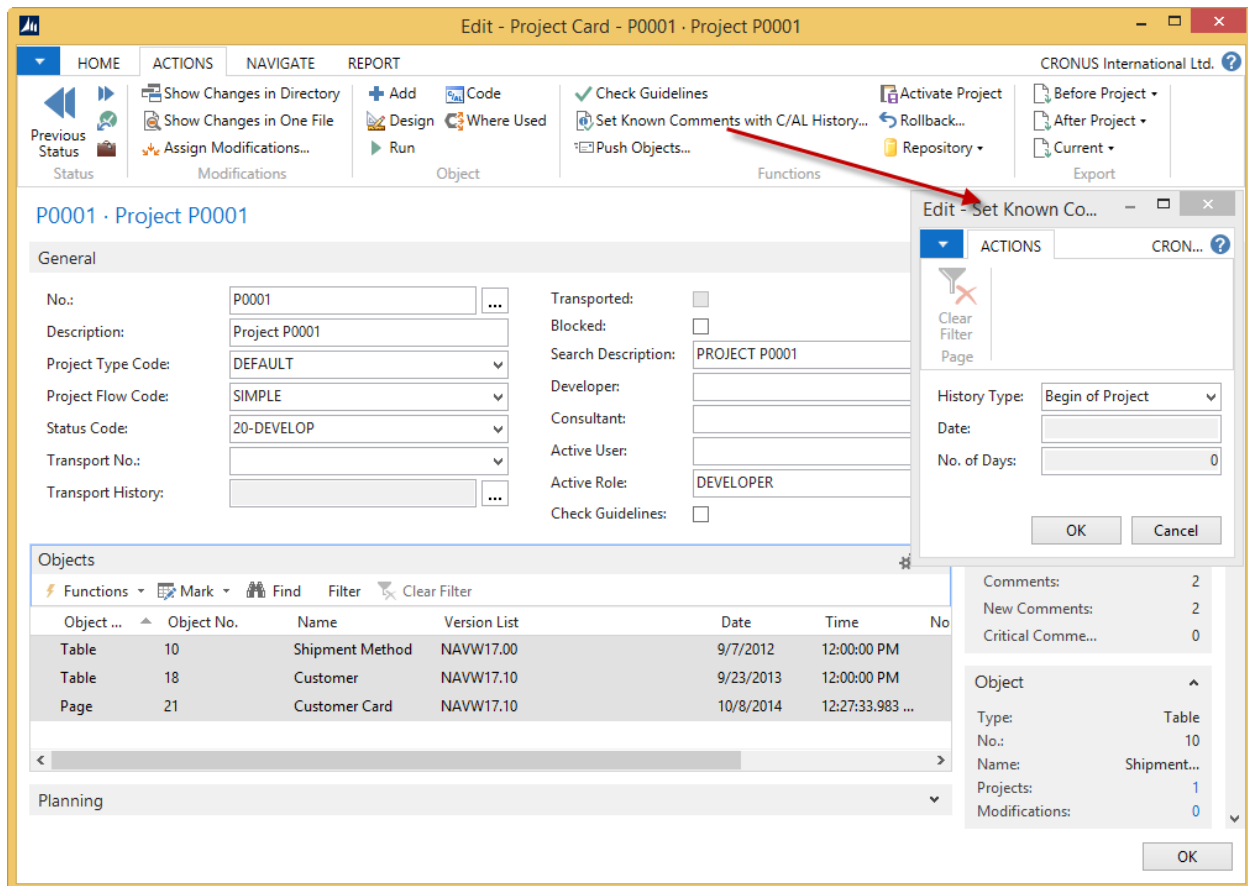 Edit - Project Card - P0001 · Project P0001
HOME ACTIONS NAVIGATE REPORT CRONUS International Ltd.
Previous Status
Status
Show Changes in Directory
Show Changes in One File
Assign Modifications...
Modifications
Add Code
Design Where Used
Run
Object
Check Guidelines
Set Known Comments with C/AL History...
Push Objects...
Activate Project
Rollback...
Repository
Functions
Before Project
After Project
Current
Export
P0001 · Project P0001
General
No.: P0001
Description: Project P0001
Project Type Code: DEFAULT
Project Flow Code: SIMPLE
Status Code: 20-DEVELOP
Transport No.:
Transport History:
Transported:
Blocked:
Search Description: PROJECT P0001
Developer:
Consultant:
Active User:
Active Role: DEVELOPER
Check Guidelines:
Edit - Set Known Co...
ACTIONS CRON...
Clear
Filter
Page
History Type: Begin of Project
Date:
No. of Days: 0
OK Cancel
Objects
Functions Mark Find Filter Clear Filter
Object ... Object No. Name Version List Date Time No
Table 10 Shipment Method NAVW17.00 9/7/2012 12:00:00 PM
Table 18 Customer NAVW17.10 9/23/2013 12:00:00 PM
Page 21 Customer Card NAVW17.10 10/8/2014 12:27:33.983 ...
Planning
Comments: 2
New Comments: 2
Critical Comme... 0
Object
Type: Table
No.: 10
Name: Shipment...
Projects: 1
Modifications: 0
OK